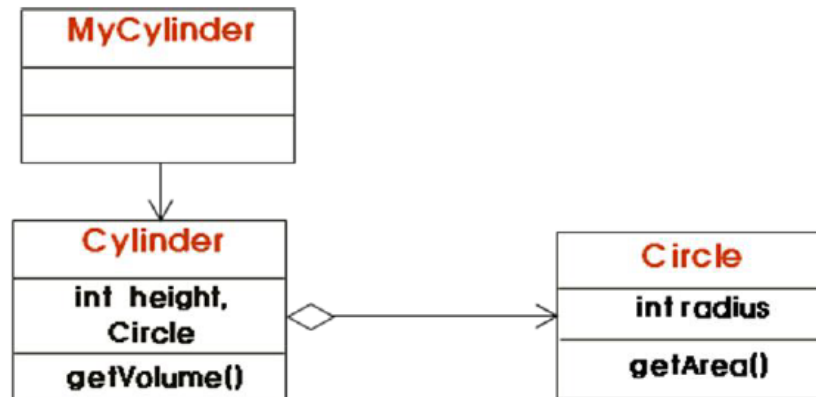 MyCylinder
Cylinder
int height,
Circle
getVolume()
Circle
int radius
getArea()